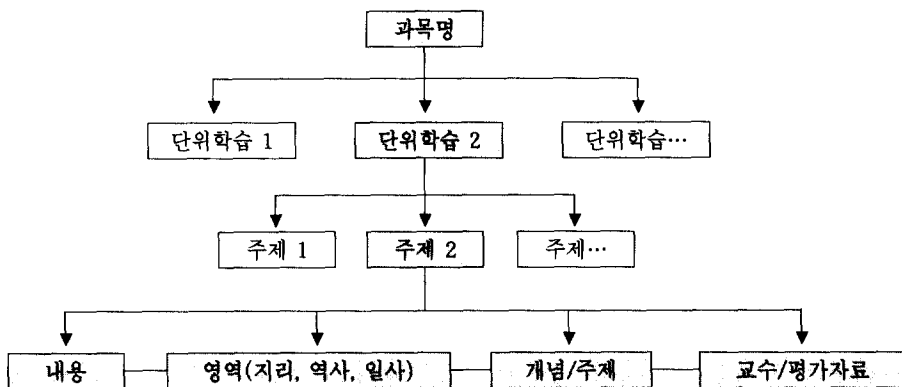 과목명
단위학습 1
단위학습 2
단위학습…
주제 1
주제 2
주제…
내용
영역(지리, 역사, 일사)
개념/주제
교수/평가자료